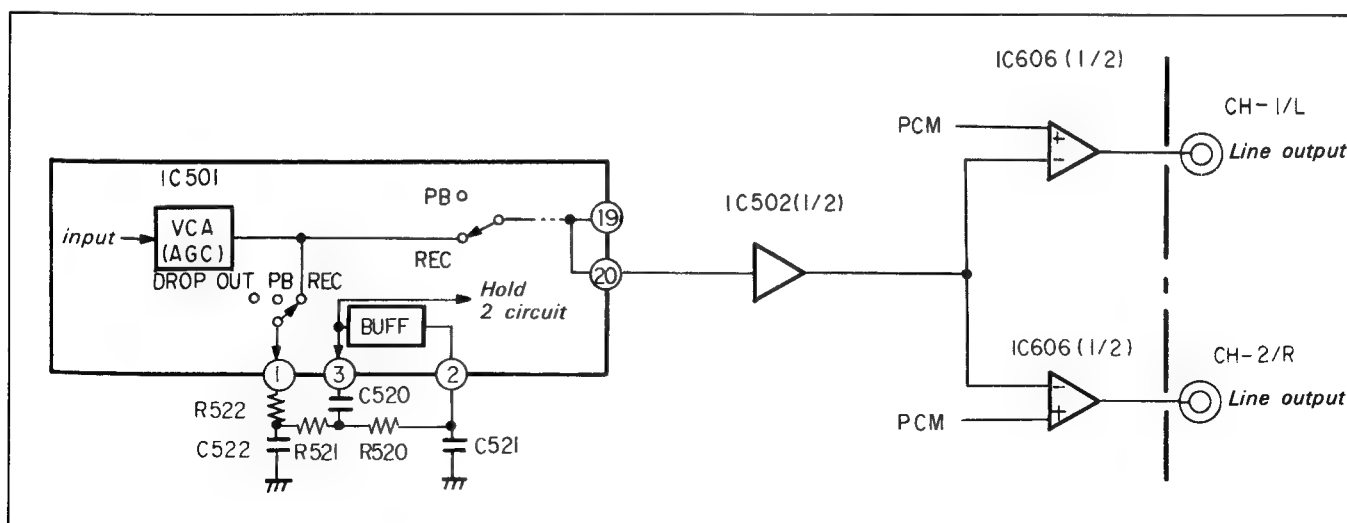 IC606 (1/2)
CH-1/L
PCM
+
-
Line output
IC501
PB
19
IC502(1/2)
VCA
(AGC)
input
REC
20
DROP OUT PB REC
Hold
2 circuit
BUFF
IC606(1/2)
CH-2/R
1
3
2
-
+
Line output
C520
R522
PCM
C522
R521
R520
C521